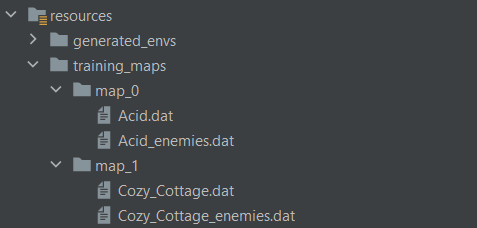 resources
generated_envs
training_maps
map_0
Acid.dat
Acid_enemies.dat
map_1
Cozy_Cottage.dat
Cozy_Cottage_enemies.dat